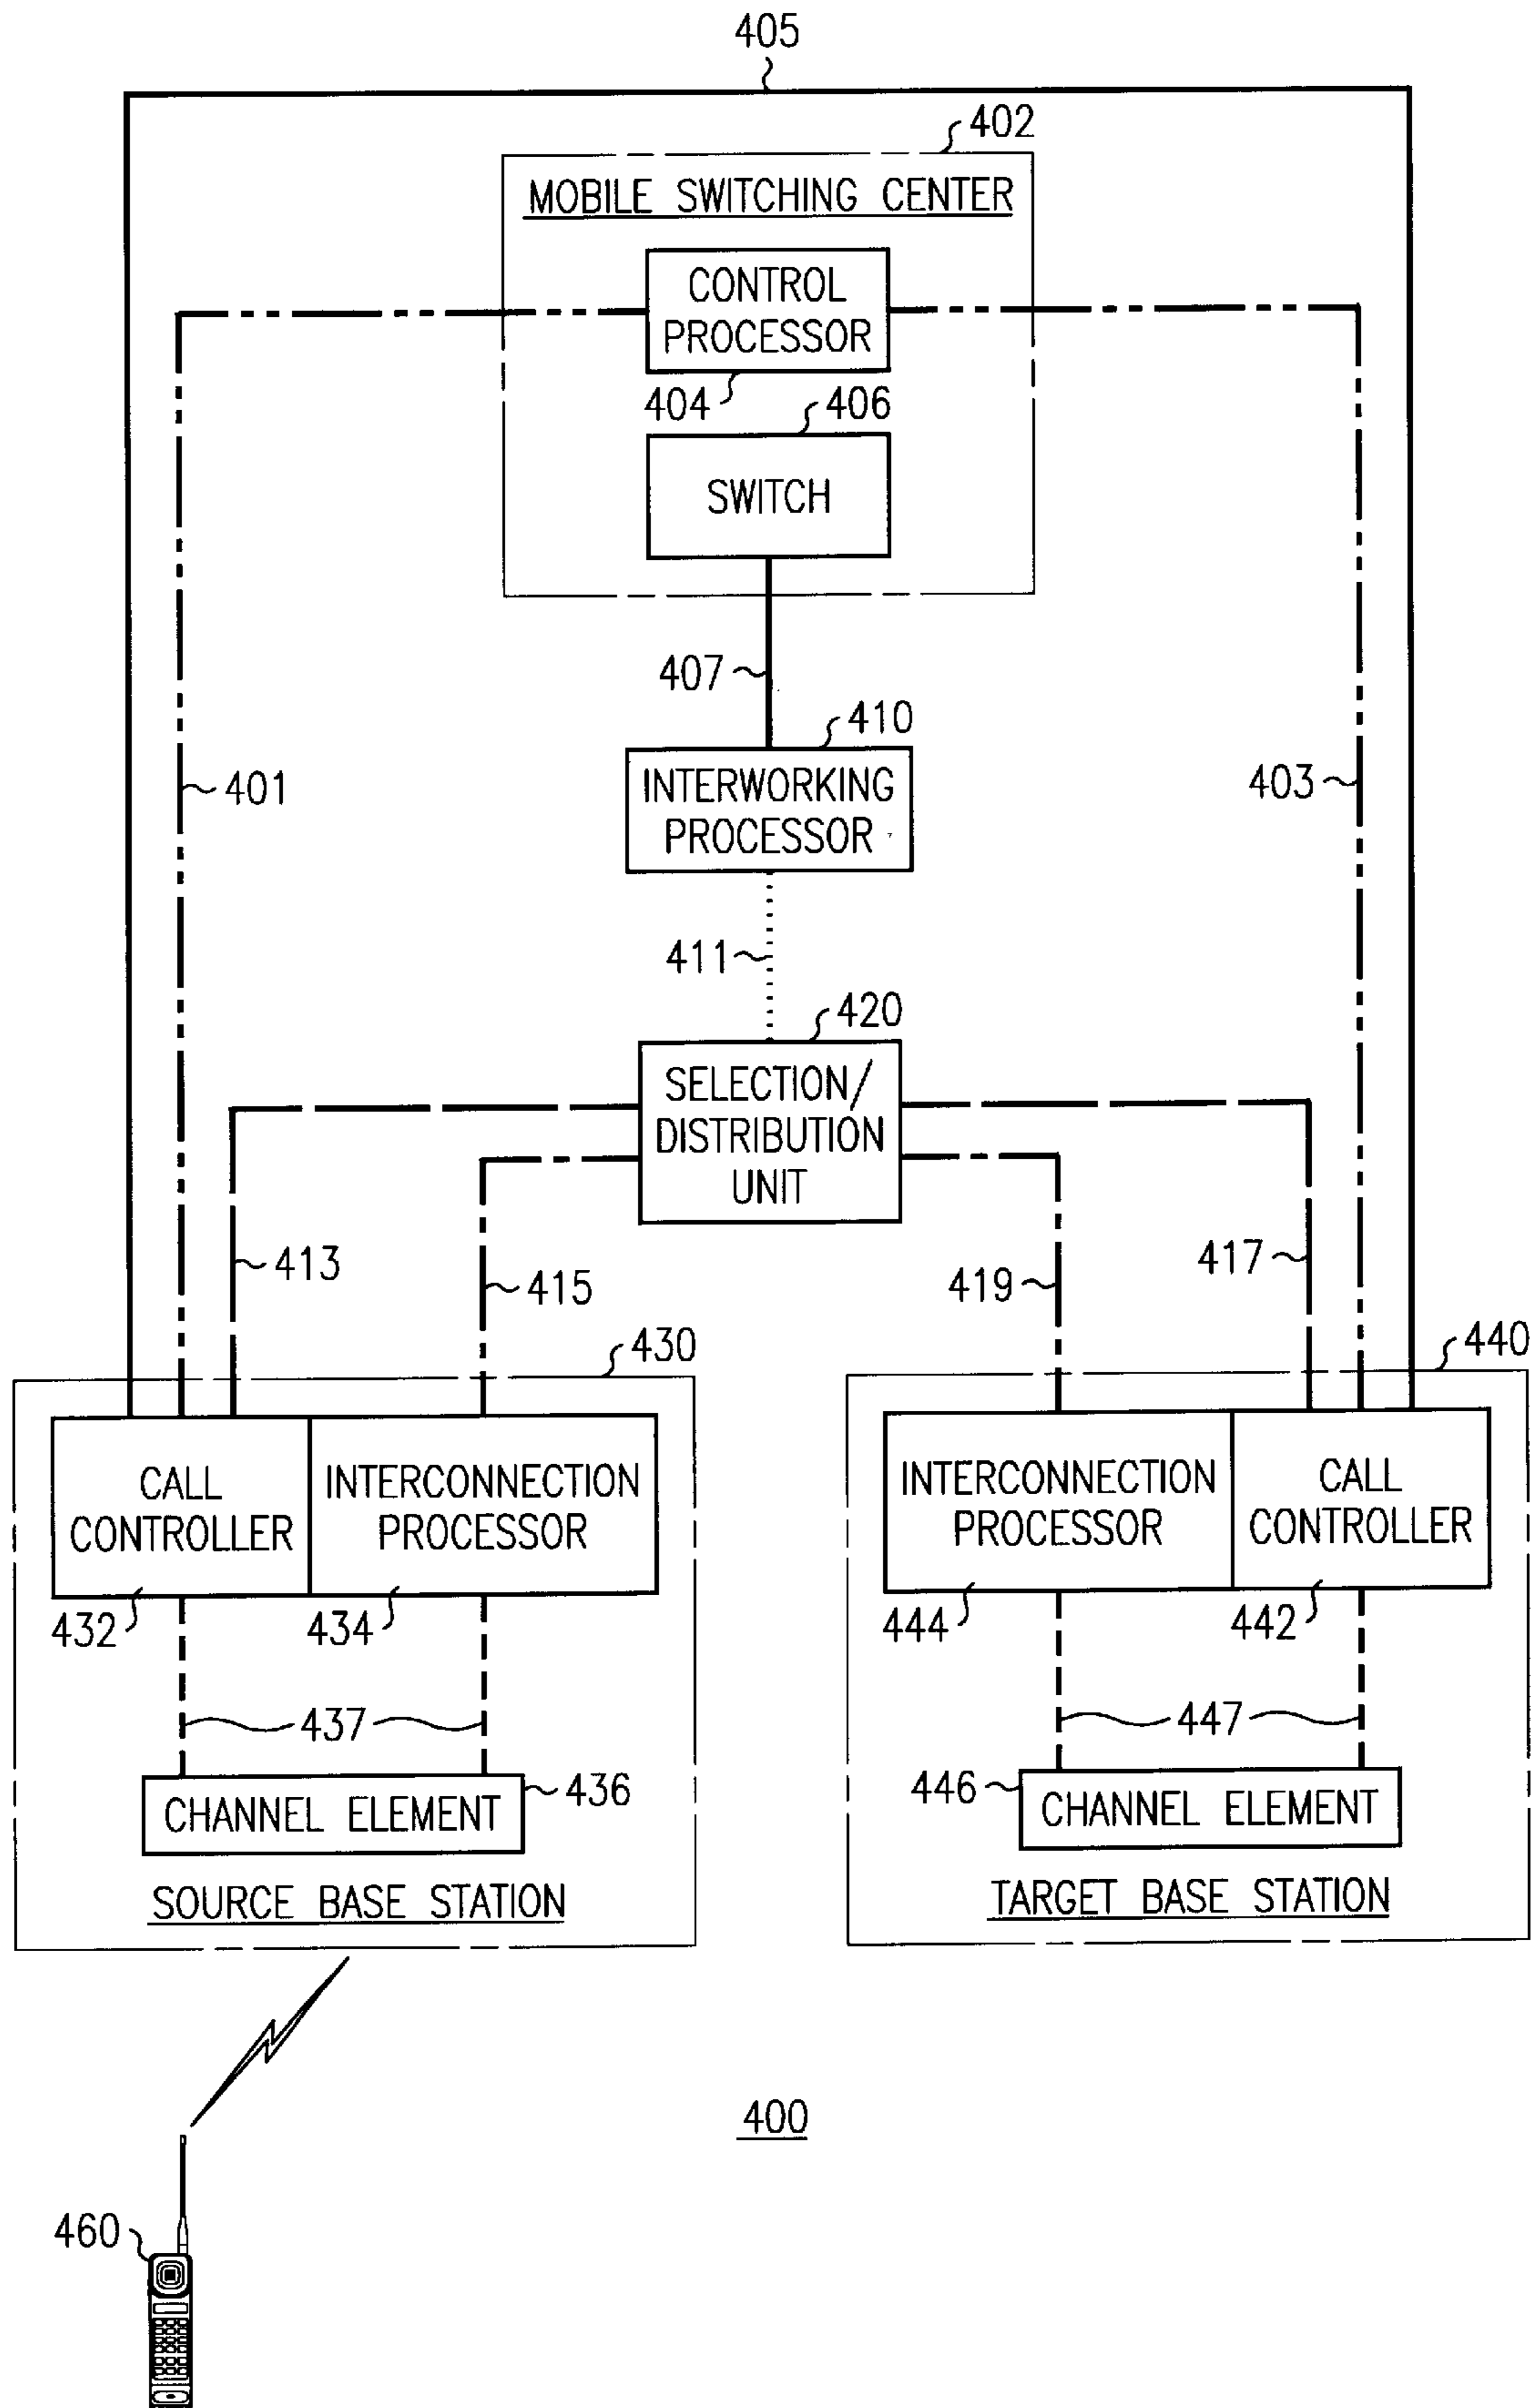 405
402
MOBILE SWITCHING CENTER
CONTROL
PROCESSOR
404
406
SWITCH
407
410
INTERWORKING
PROCESSOR
401
403
411
420
SELECTION/
DISTRIBUTION
UNIT
413
415
419
417
430
440
CALL
CONTROLLER
INTERCONNECTION
PROCESSOR
INTERCONNECTION
PROCESSOR
CALL
CONTROLLER
432
434
444
442
437
447
436
CHANNEL ELEMENT
446
CHANNEL ELEMENT
SOURCE BASE STATION
TARGET BASE STATION
400
460